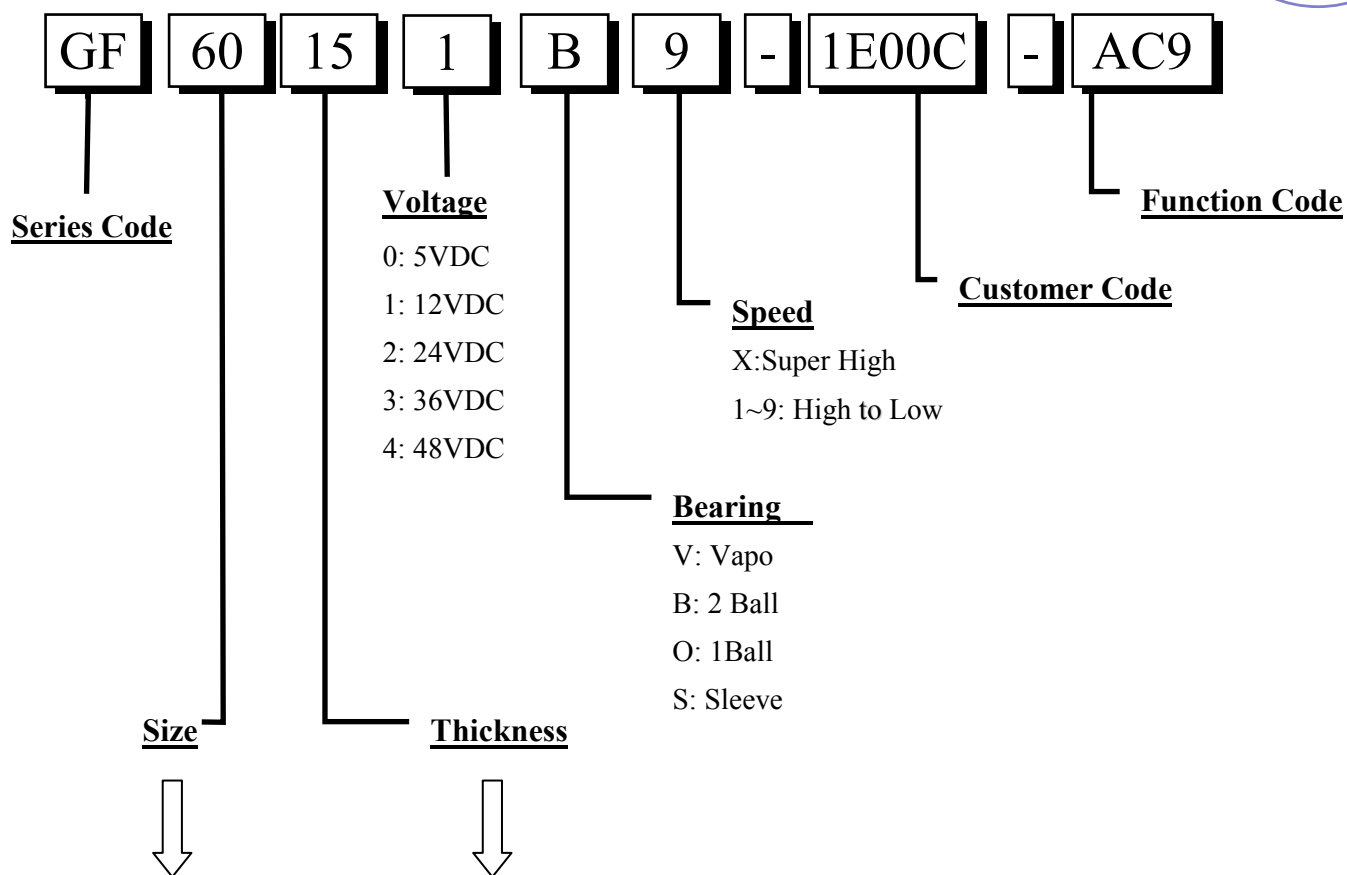 GF 60 15 1 B 9 - 1E00C - AC9
Series Code
Voltage
0: 5VDC
1: 12VDC
2: 24VDC
3: 36VDC
4: 48VDC
Function Code
Customer Code
Speed
X:Super High
1~9: High to Low
Bearing
V: Vapo
B: 2 Ball
O: 1Ball
S: Sleeve
Size
Thickness